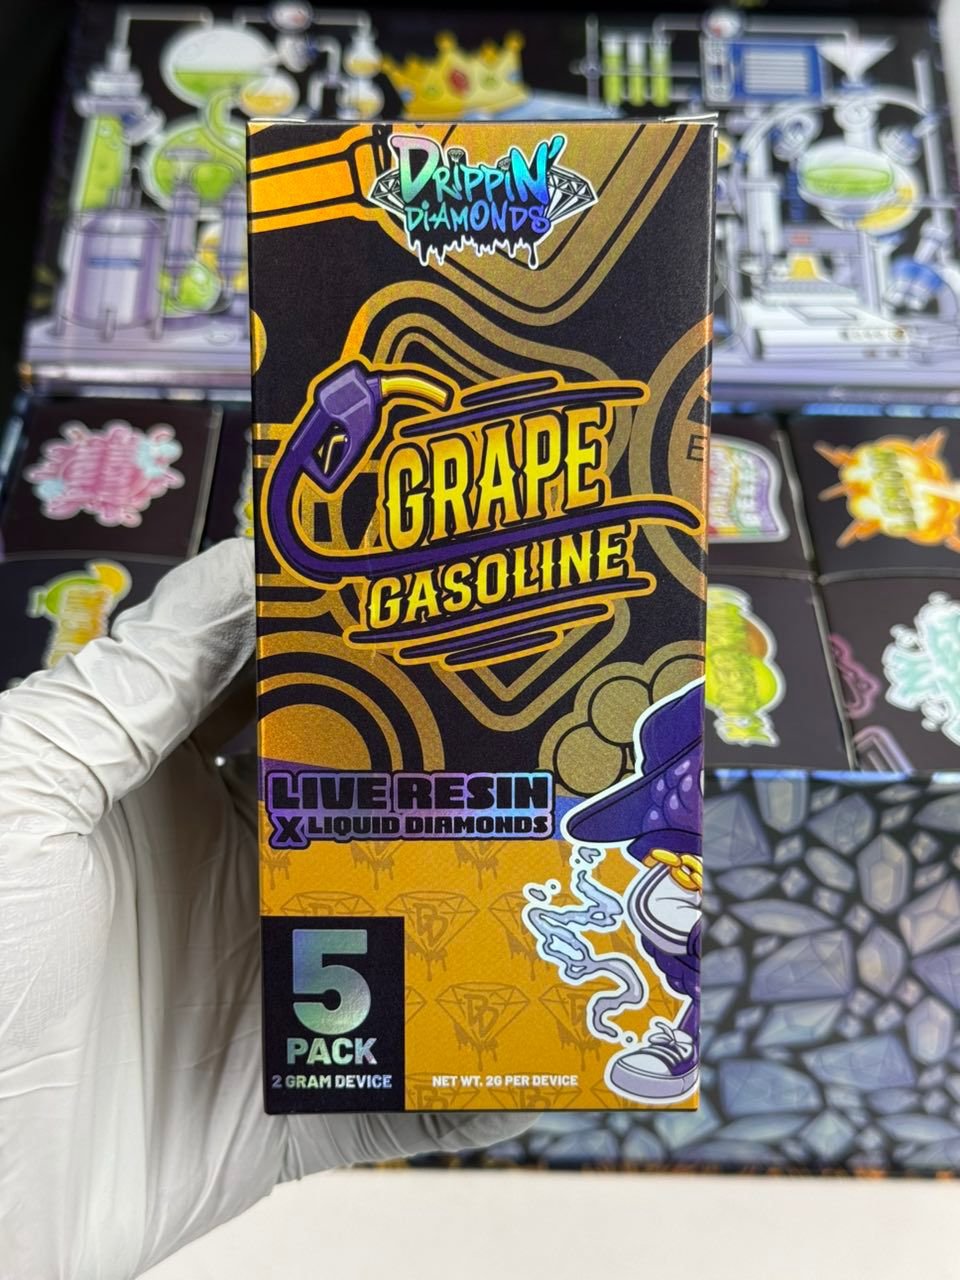 DRIPPIN'
DIAMONDS
GRAPE
GASOLINE
LIVE RESIN
X LIQUID DIAMONDS
5
PACK
2 GRAM DEVICE
NET WT. 2G PER DEVICE